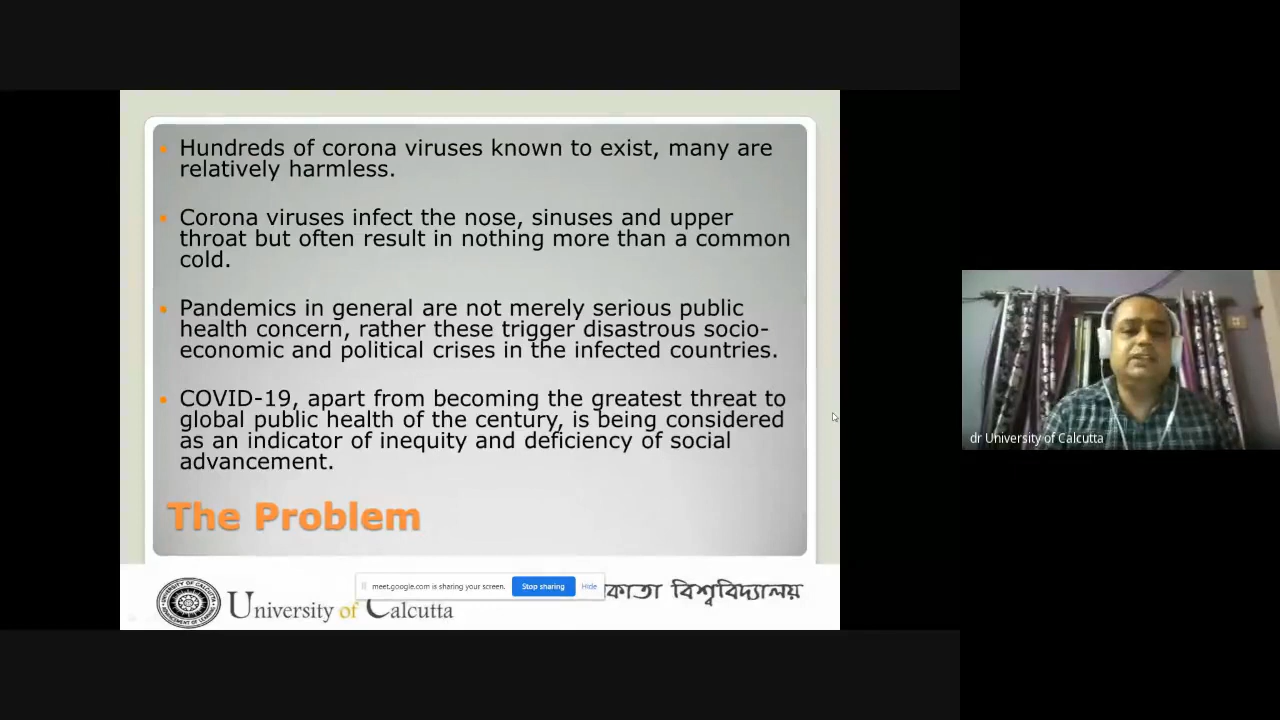 Hundreds of corona viruses known to exist, many are
relatively harmless.
Corona viruses infect the nose, sinuses and upper
throat but often result in nothing more than a common
cold.
Pandemics in general are not merely serious public
health concern, rather these trigger disastrous socio-
economic and political crises in the infected countries.
COVID-19, apart from becoming the greatest threat to
global public health of the century, is being considered
as an indicator of inequity and deficiency of social
advancement.
The Problem
meet.google.com is sharing your screen. Stop sharing Hide
University of Calcutta
বিশ্ববিদ্যালয়
dr University of Calcutta